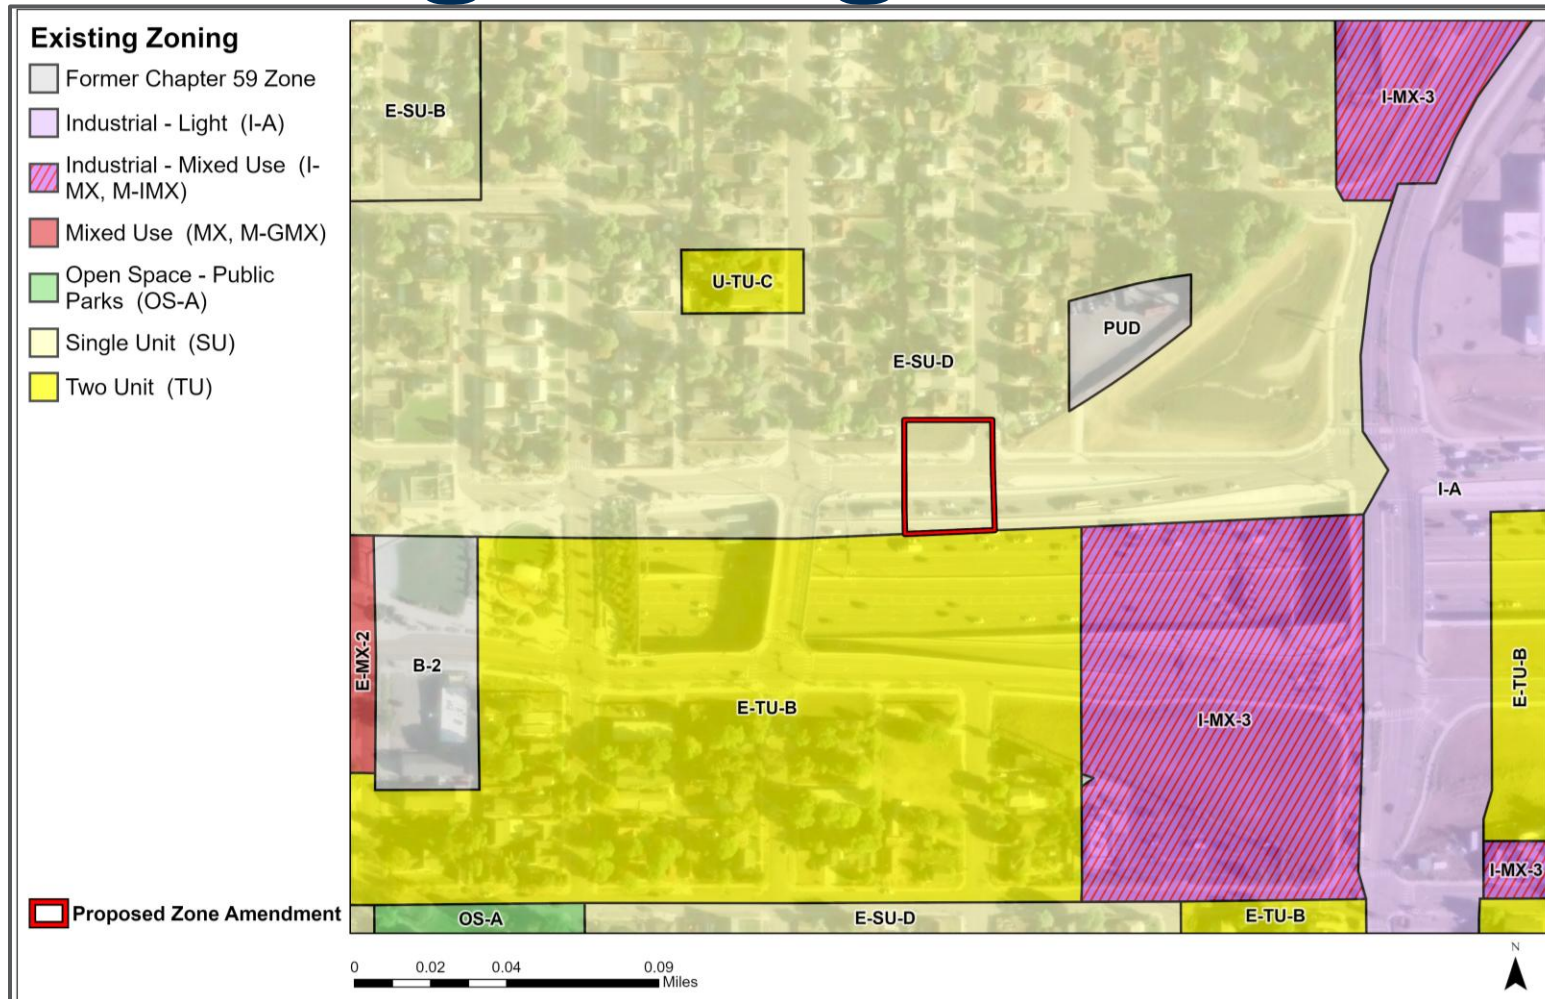 Existing Zoning
Former Chapter 59 Zone
Industrial - Light (I-A)
Industrial - Mixed Use (I-
MX, M-IMX)
Mixed Use (MX, M-GMX)
Open Space - Public
Parks (OS-A)
Single Unit (SU)
Two Unit (TU)
Proposed Zone Amendment
E-SU-B
I-MX-3
U-TU-C
PUD
E-SU-D
I-A
E-MX-2
B-2
E-TU-B
I-MX-3
E-TU-B
I-MX-3
OS-A
E-SU-D
E-TU-B
0 0.02 0.04 0.09
Miles
N